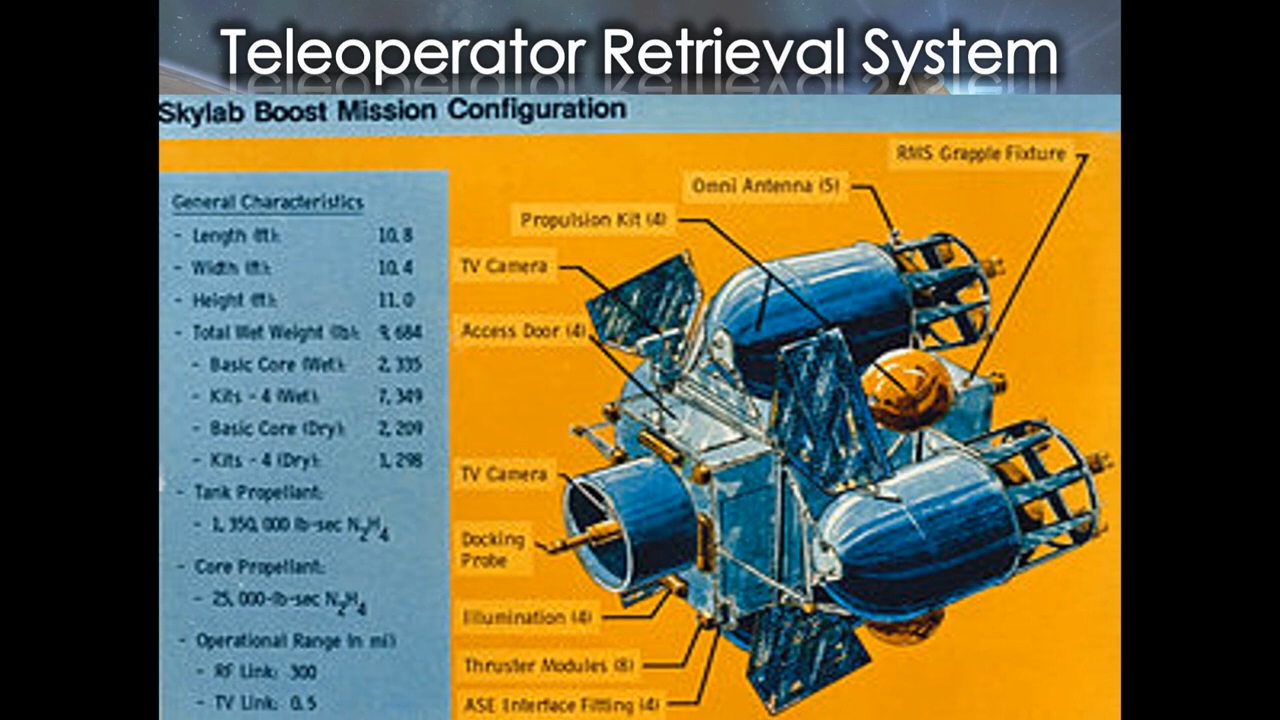 Teleoperator Retrieval System
Skylab Boost Mission Configuration
General Characteristics
- Length (ft): 10.8
- Width (ft): 10.4
- Height (ft): 11.0
- Total Wet Weight (lb): 9,684
- Basic Core (Wet): 2,335
- Kits - 4 (Wet): 7,349
- Basic Core (Dry): 2,209
- Kits - 4 (Dry): 1,298
- Tank Propellant:
- 1,350,000 lb-sec N2H4
- Core Propellant:
- 25,000-lb-sec N2H4
- Operational Range (n mi)
- RF Link: 300
- TV Link: 0.5
RMS Grapple Fixture
Omni Antenna (5)
Propulsion Kit (4)
TV Camera
Access Door (4)
TV Camera
Docking
Probe
Illumination (4)
Thruster Modules (8)
ASE Interface Fitting (4)